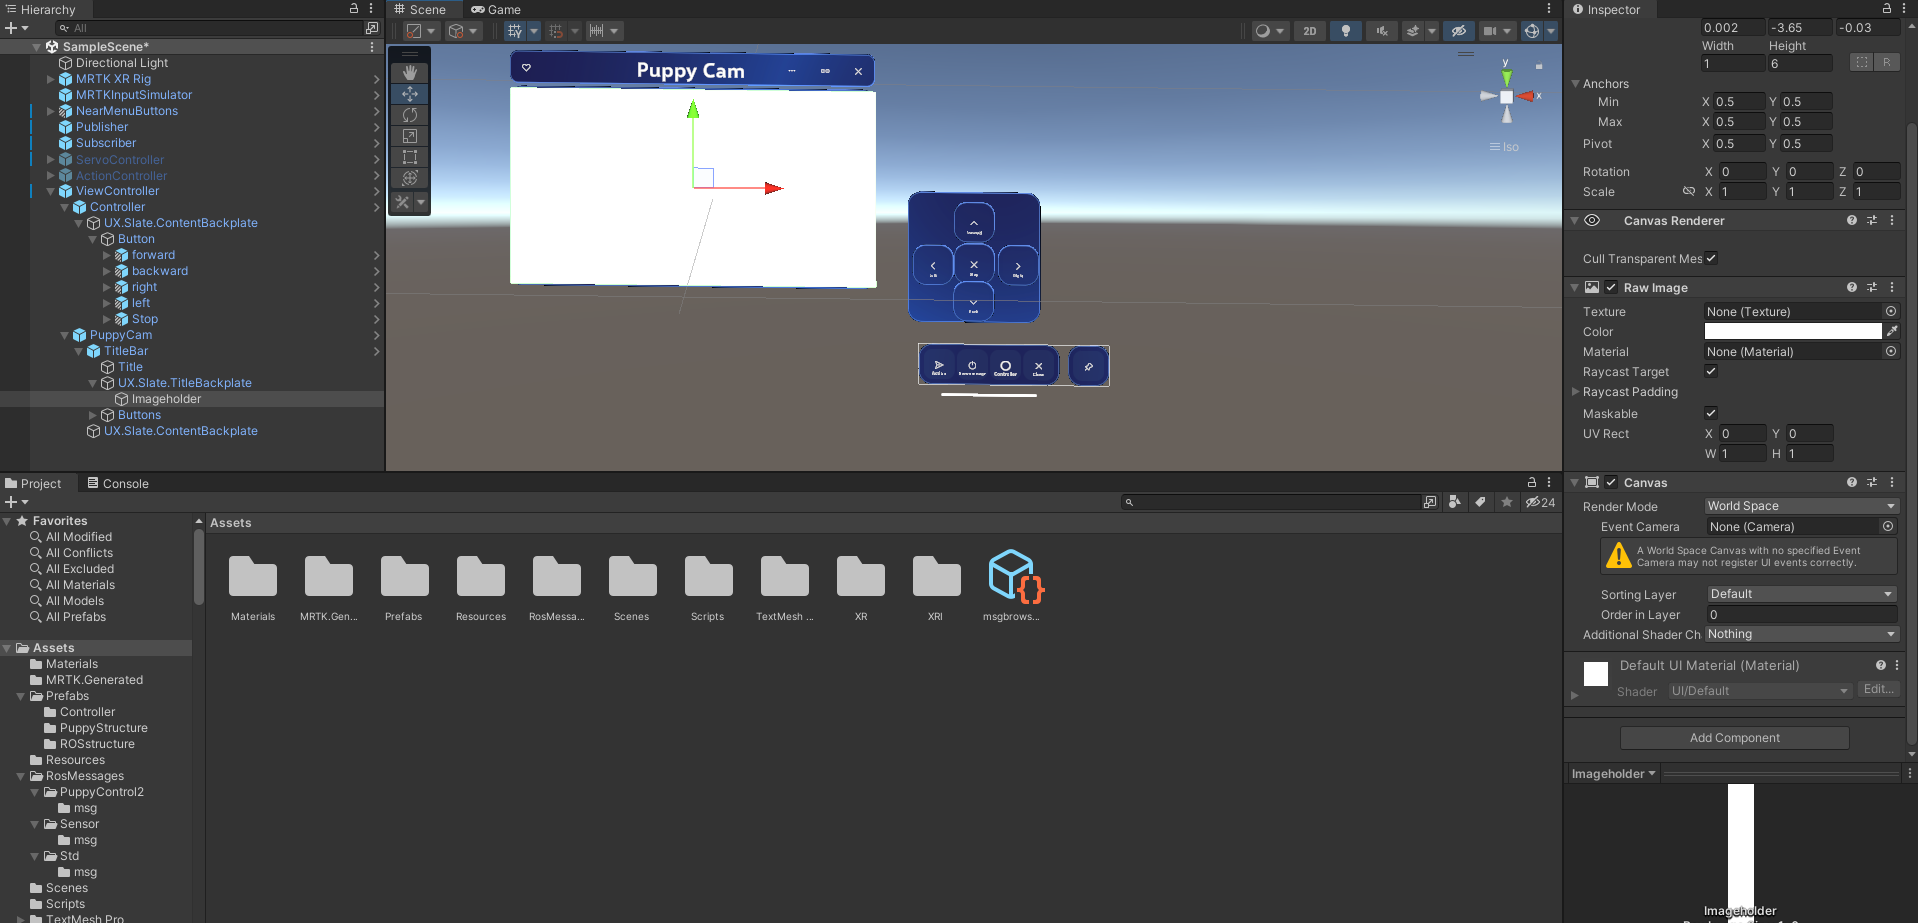 Hierarchy
All
SampleScene*
Directional Light
MRTK XR Rig
MRTKInputSimulator
NearMenuButtons
Publisher
Subscriber
ServoController
ActionController
ViewController
Controller
UX.Slate.ContentBackplate
Button
forward
backward
right
left
Stop
PuppyCam
TitleBar
Title
UX.Slate.TitleBackplate
Imageholder
Buttons
UX.Slate.ContentBackplate
Scene
Game
2D
Puppy Cam
y
x
Iso
Controller
Close
Inspector
0.002 -3.65 -0.03
Width Height
1 6
R
Anchors
Min X 0.5 Y 0.5
Max X 0.5 Y 0.5
Pivot X 0.5 Y 0.5
Rotation X 0 Y 0 Z 0
Scale X 1 Y 1 Z 1
Canvas Renderer
Cull Transparent Mes
Raw Image
Texture None (Texture)
Color
Material None (Material)
Raycast Target
Raycast Padding
Maskable
UV Rect X 0 Y 0
W 1 H 1
Canvas
Render Mode World Space
Event Camera None (Camera)
A World Space Canvas with no specified Event
Camera may not register UI events correctly.
Sorting Layer Default
Order in Layer 0
Additional Shader Ch Nothing
Default UI Material (Material)
Shader UI/Default Edit...
Add Component
Imageholder
Imageholder
Project
Console
24
Favorites
All Modified
All Conflicts
All Excluded
All Materials
All Models
All Prefabs
Assets
Materials
MRTK.Generated
Prefabs
Controller
PuppyStructure
ROSstructure
Resources
RosMessages
PuppyControl2
msg
Sensor
msg
Std
msg
Scenes
Scripts
TextMesh Pro
Assets
Materials
MRTK.Gen...
Prefabs
Resources
RosMessa...
Scenes
Scripts
TextMesh ...
XR
XRI
msgbrows...